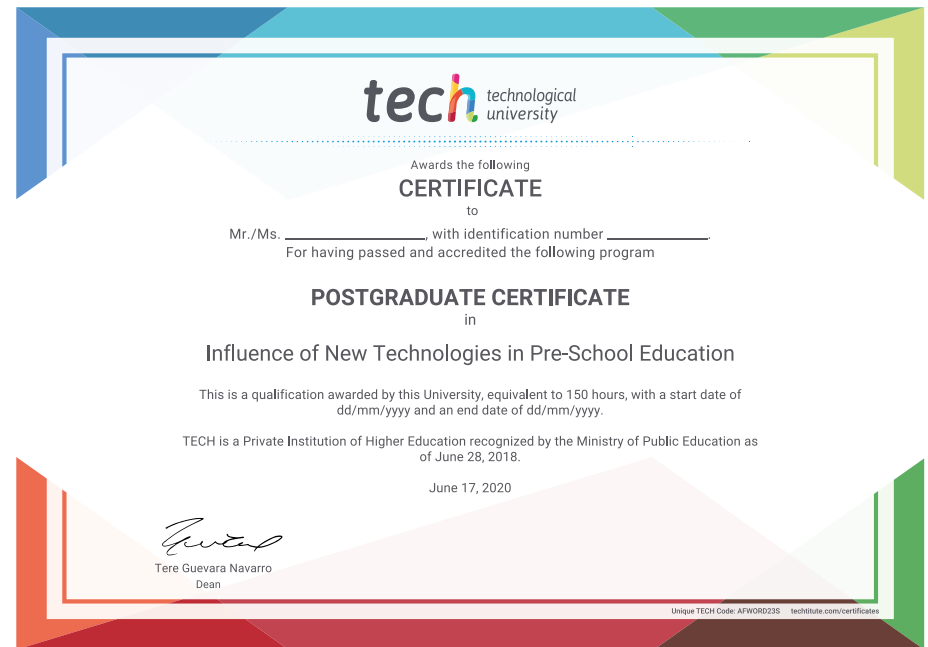 tech technological
university
Awards the following
CERTIFICATE
to
Mr./Ms. ____________________, with identification number ______________.
For having passed and accredited the following program
POSTGRADUATE CERTIFICATE
in
Influence of New Technologies in Pre-School Education
This is a qualification awarded by this University, equivalent to 150 hours, with a start date of
dd/mm/yyyy and an end date of dd/mm/yyyy.
TECH is a Private Institution of Higher Education recognized by the Ministry of Public Education as
of June 28, 2018.
June 17, 2020
Tere Guevara Navarro
Dean
Unique TECH Code: AFWORD23S techtitute.com/certificates